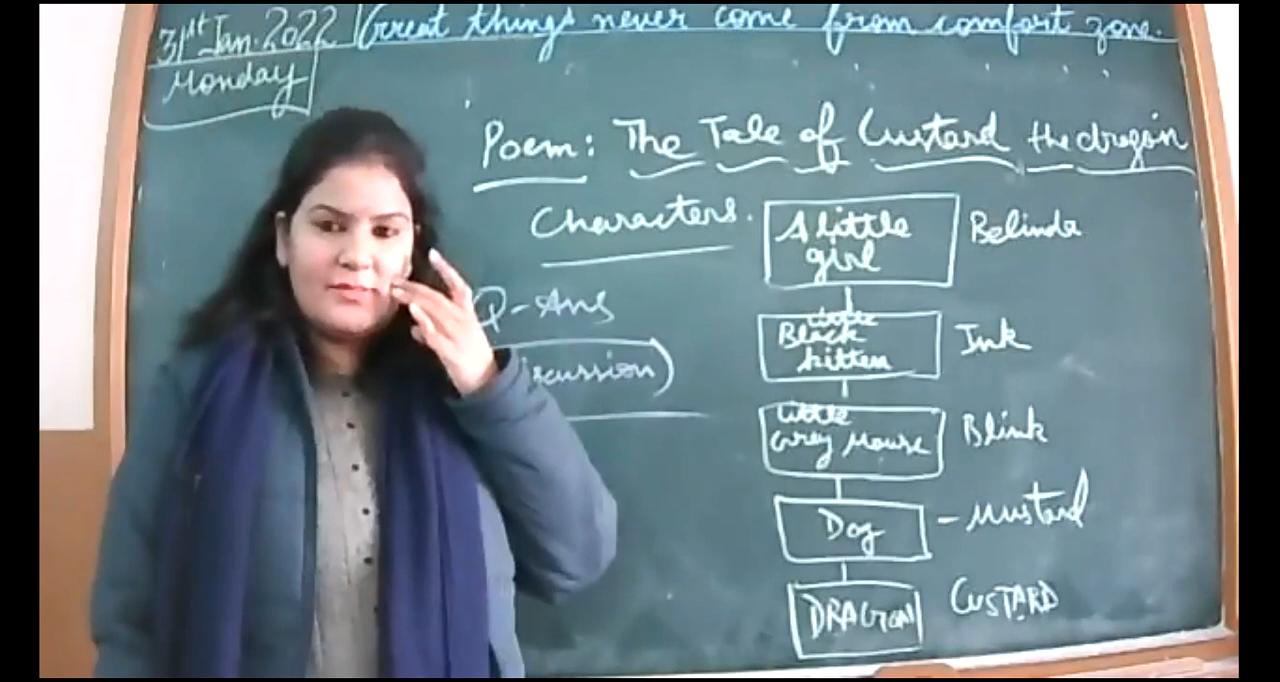 31st Jan. 2022
Monday
Great things never come from comfort zone.
Poem: The Tale of Custard the dragon
Characters.
A little
girl
Belinda
Little
Black
kitten
Ink
Q-Ans
scussion)
Little
Grey Mouse
Blink
Dog
- Mustard
DRAGON
CUSTARD